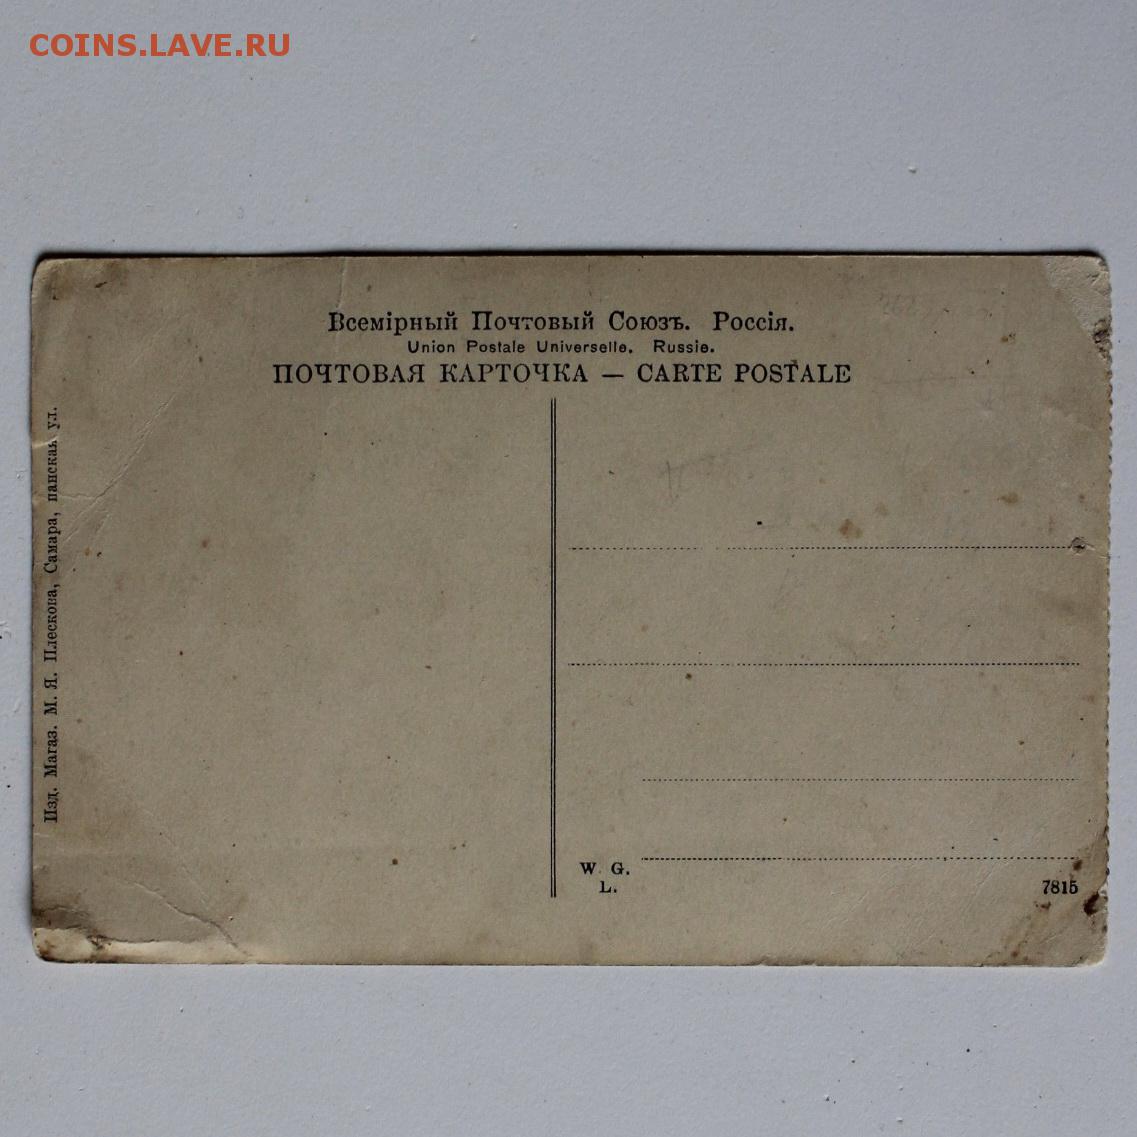 COINS.LAVE.RU
Всемірный Почтовый Союзъ. Россія.
Union Postale Universelle. Russie.
ПОЧТОВАЯ КАРТОЧКА — CARTE POSTALE
Изд. Магаз. М. Я. Плескова, Самара, панская ул.
W. G.
L.
7815